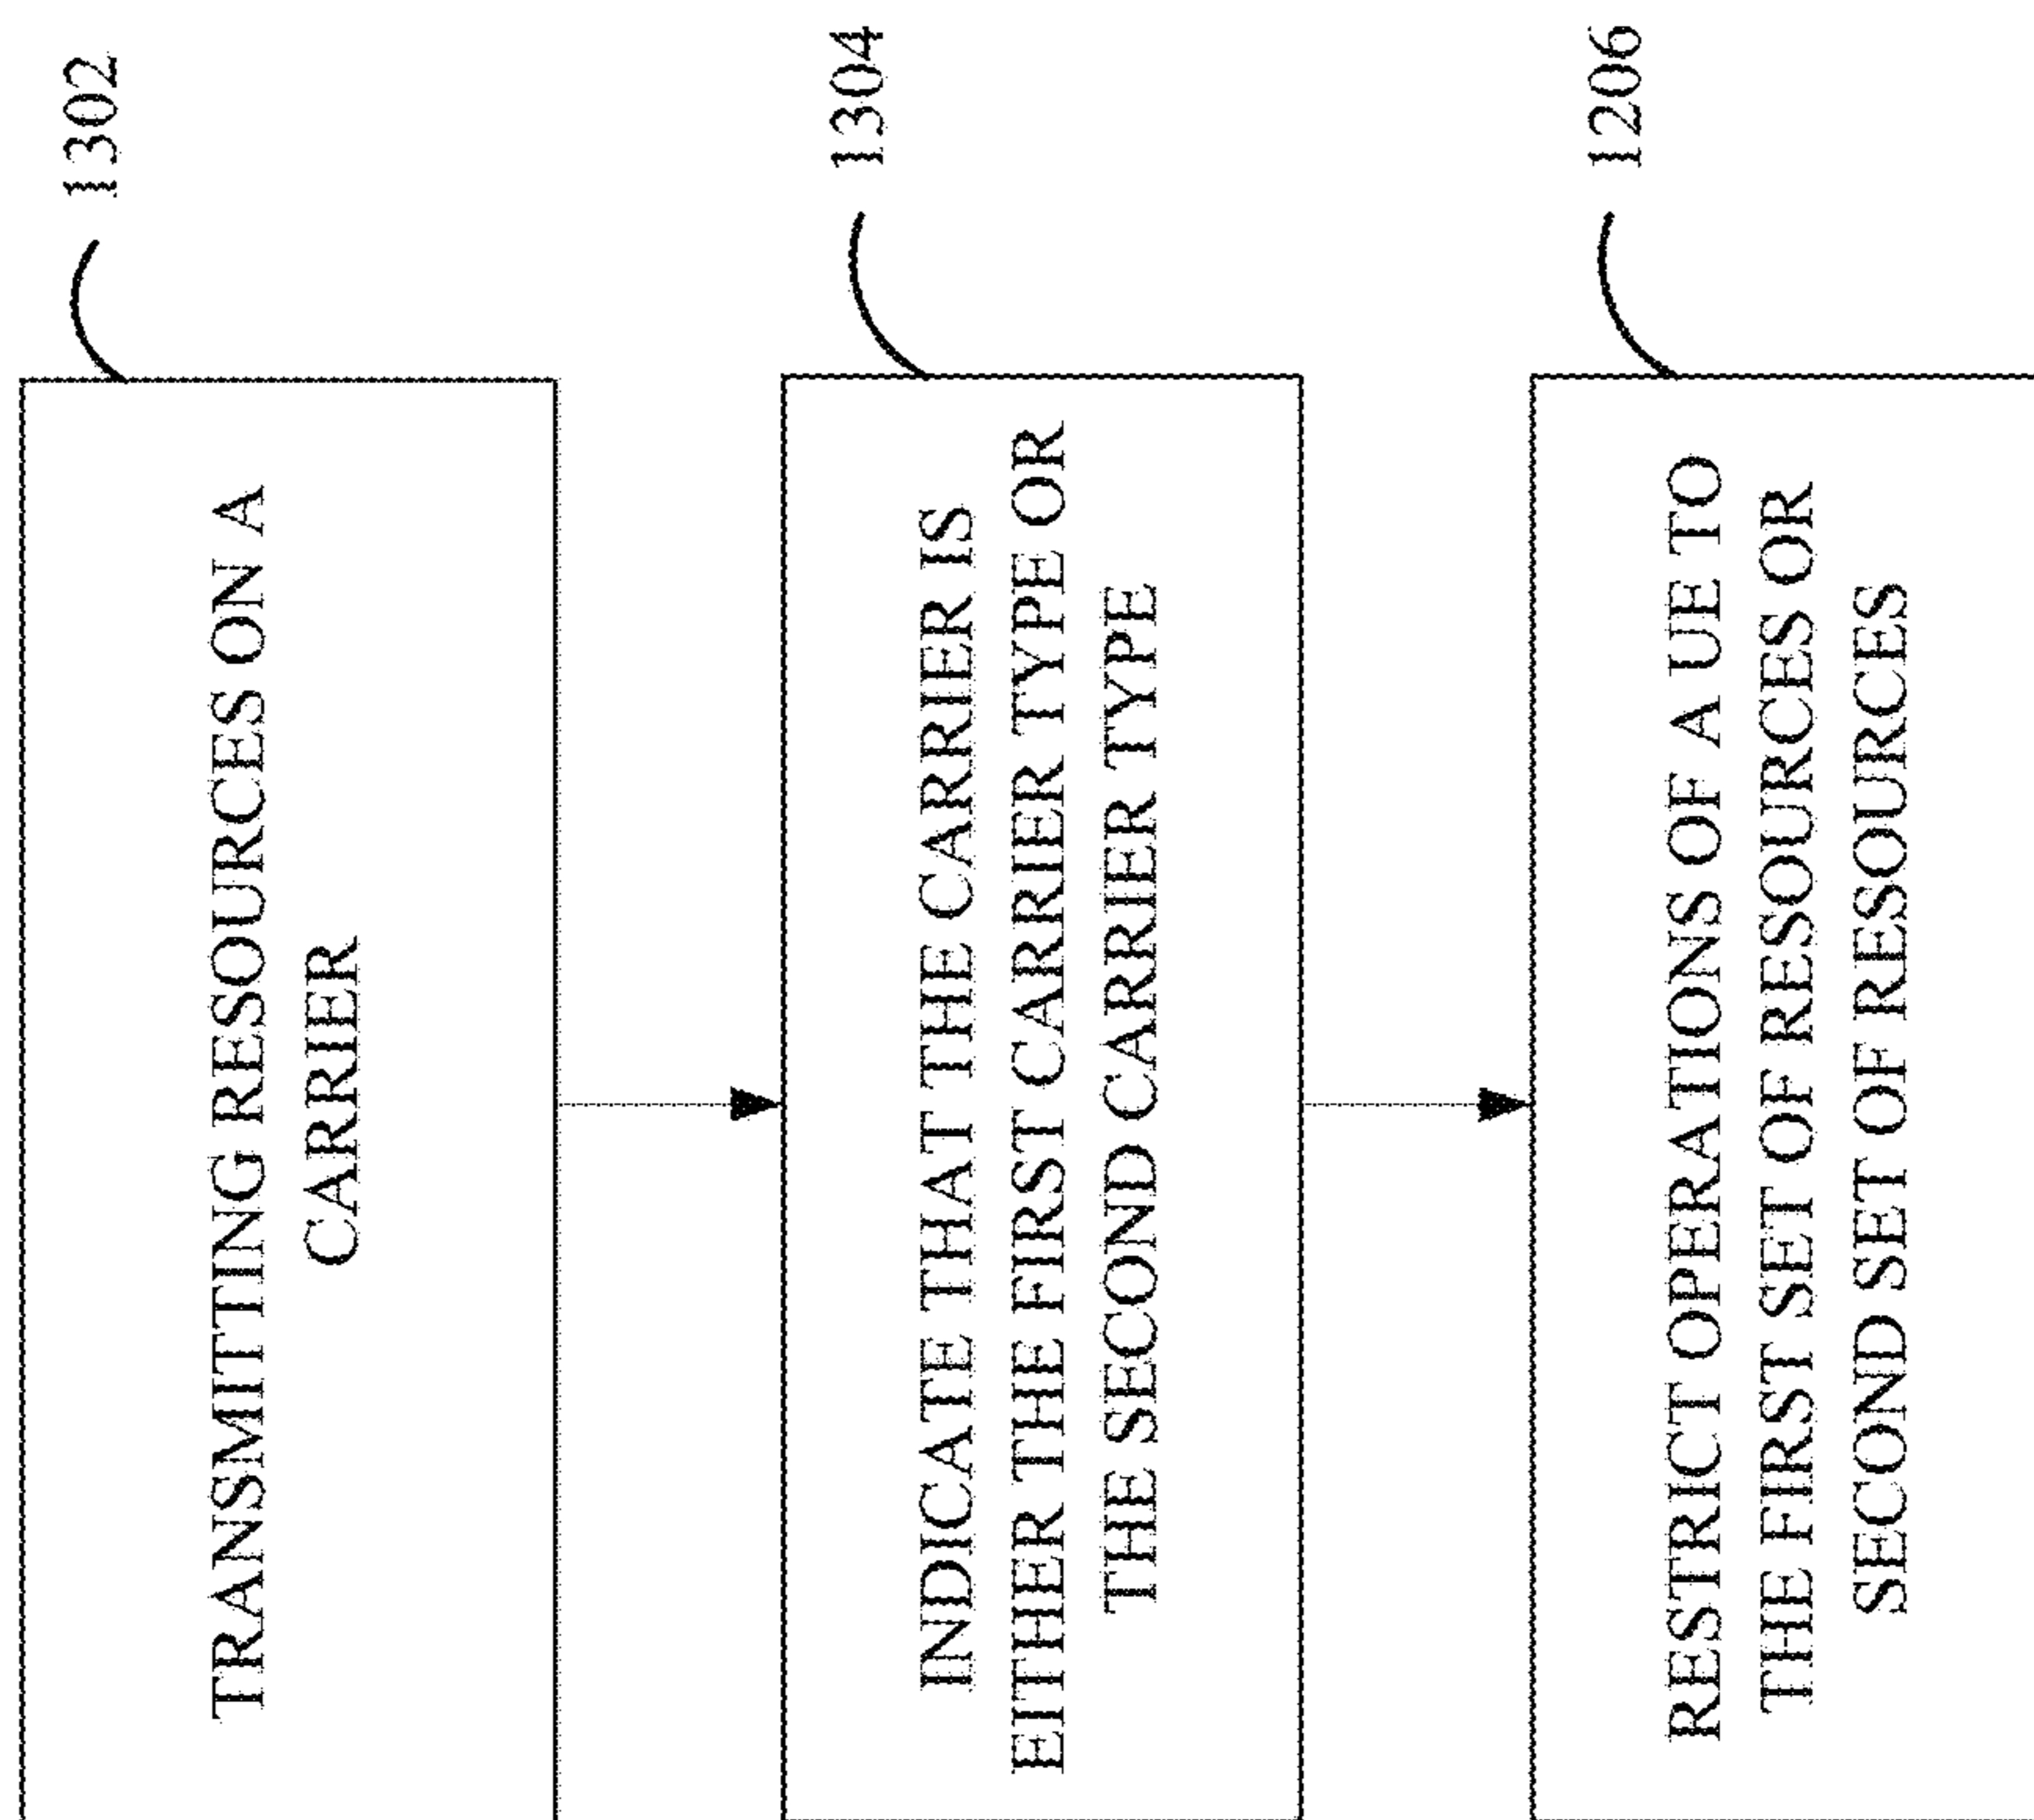 1302
TRANSMITTING RESOURCES ON A
CARRIER
1304
INDICATE THAT THE CARRIER IS
EITHER THE FIRST CARRIER TYPE OR
THE SECOND CARRIER TYPE
1206
RESTRICT OPERATIONS OF A UE TO
THE FIRST SET OF RESOURCES OR
SECOND SET OF RESOURCES